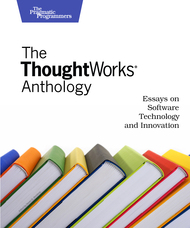 The
Pragmatic
Programmers
The
ThoughtWorks®
Anthology
Essays on
Software
Technology
and Innovation